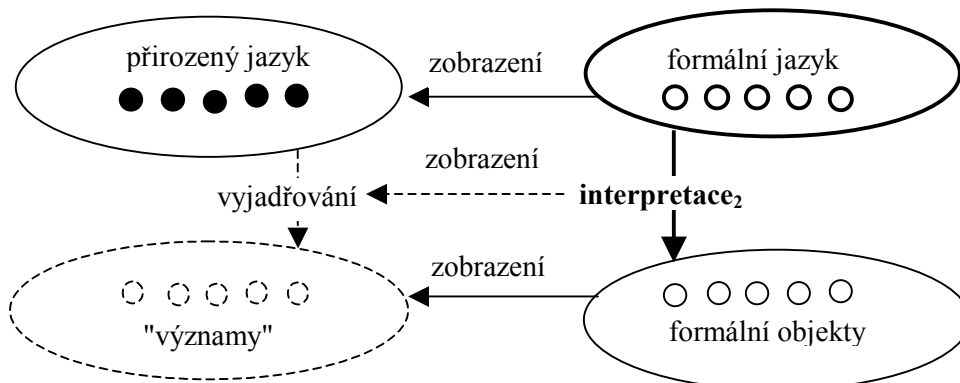 přirozený jazyk
zobrazení
formální jazyk
zobrazení
vyjadřování
interpretace₂
zobrazení
"významy"
formální objekty